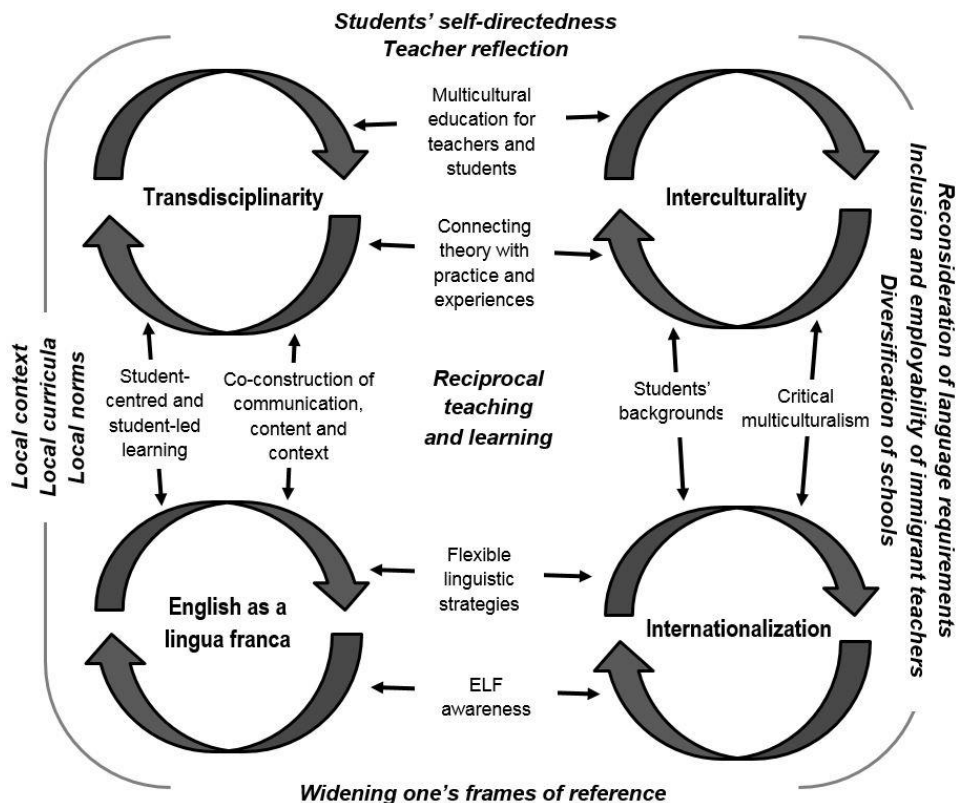 Students' self-directedness
Teacher reflection
Multicultural
education for
teachers and
students
Transdisciplinarity
Interculturality
Connecting
theory with
practice and
experiences
Local context
Local curricula
Local norms
Student-
centred and
student-led
learning
Co-construction of
communication,
content and
context
Reciprocal
teaching
and learning
Students'
backgrounds
Critical
multiculturalism
Reconsideration of language requirements
Inclusion and employability of immigrant teachers
Diversification of schools
Flexible
linguistic
strategies
English as a
lingua franca
Internationalization
ELF
awareness
Widening one's frames of reference